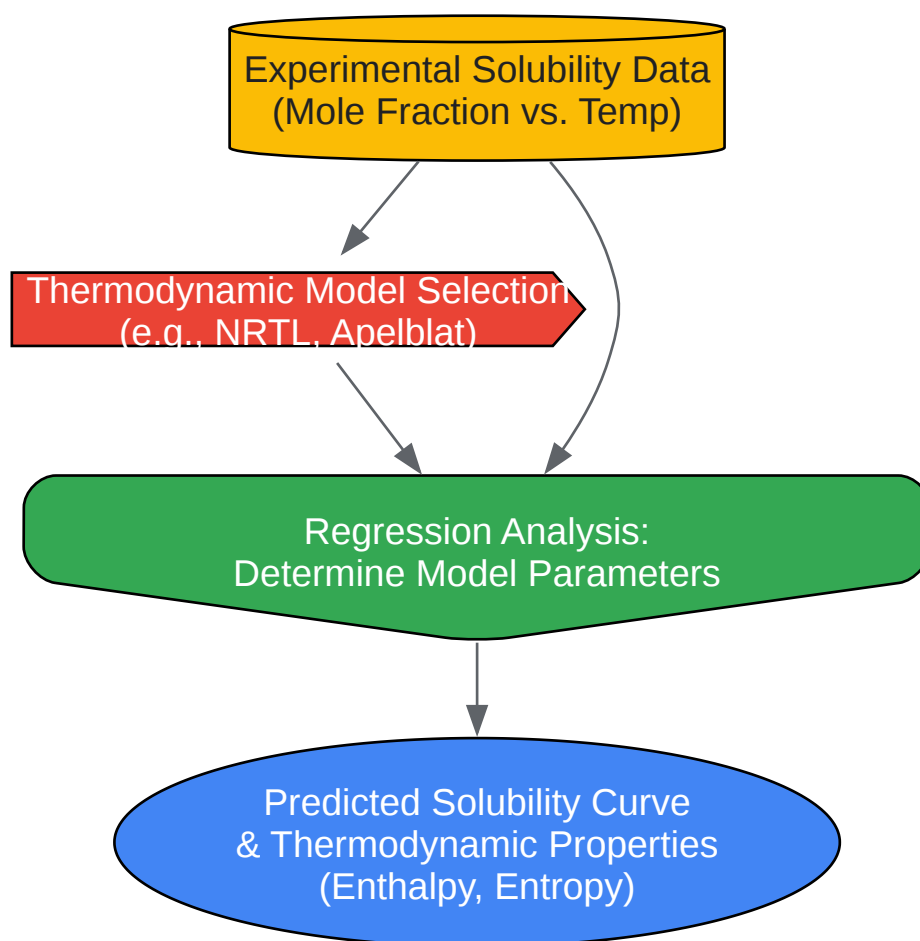 Experimental Solubility Data
(Mole Fraction vs. Temp)
Thermodynamic Model Selection
(e.g., NRTL, Apelblat)
Regression Analysis:
Determine Model Parameters
Predicted Solubility Curve
& Thermodynamic Properties
(Enthalpy, Entropy)